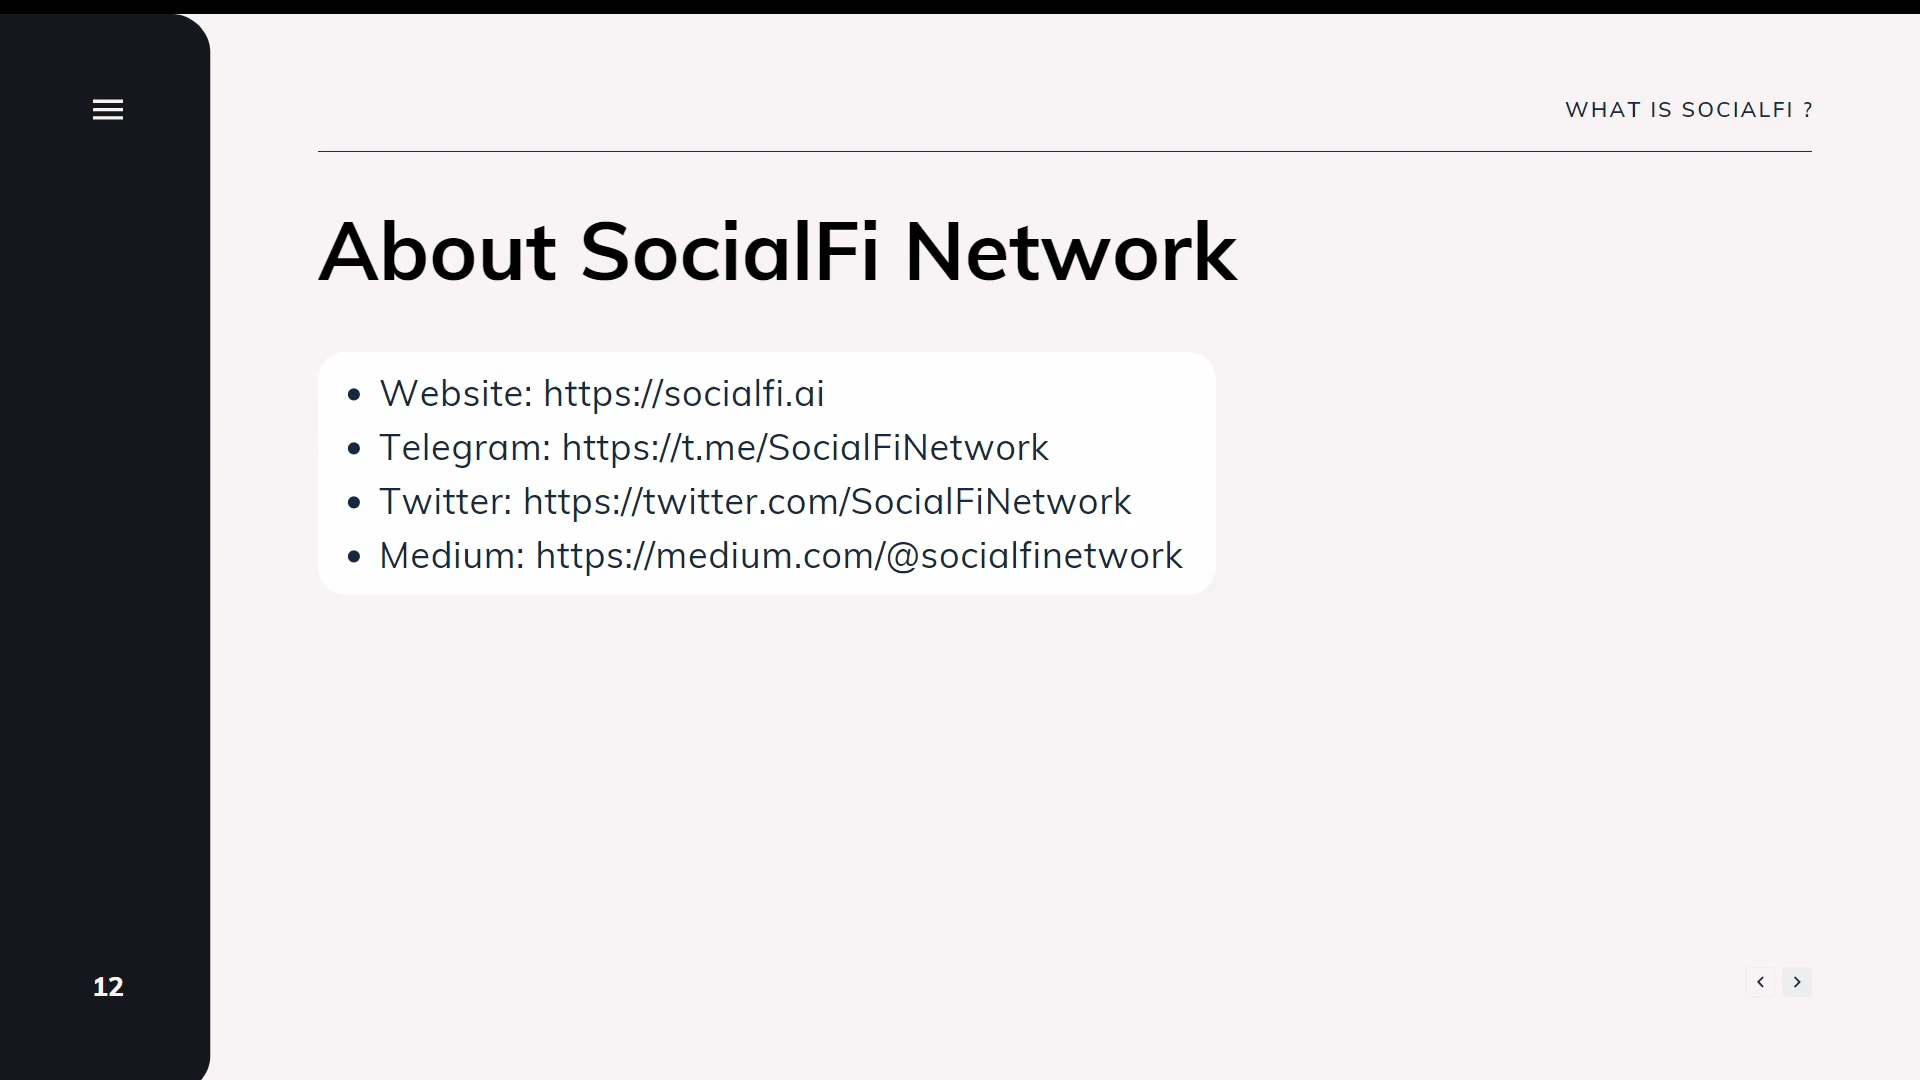 WHAT IS SOCIALFI ?
About SocialFi Network
• Website: https://socialfi.ai
• Telegram: https://t.me/SocialFiNetwork
• Twitter: https://twitter.com/SocialFiNetwork
• Medium: https://medium.com/@socialfinetwork
12